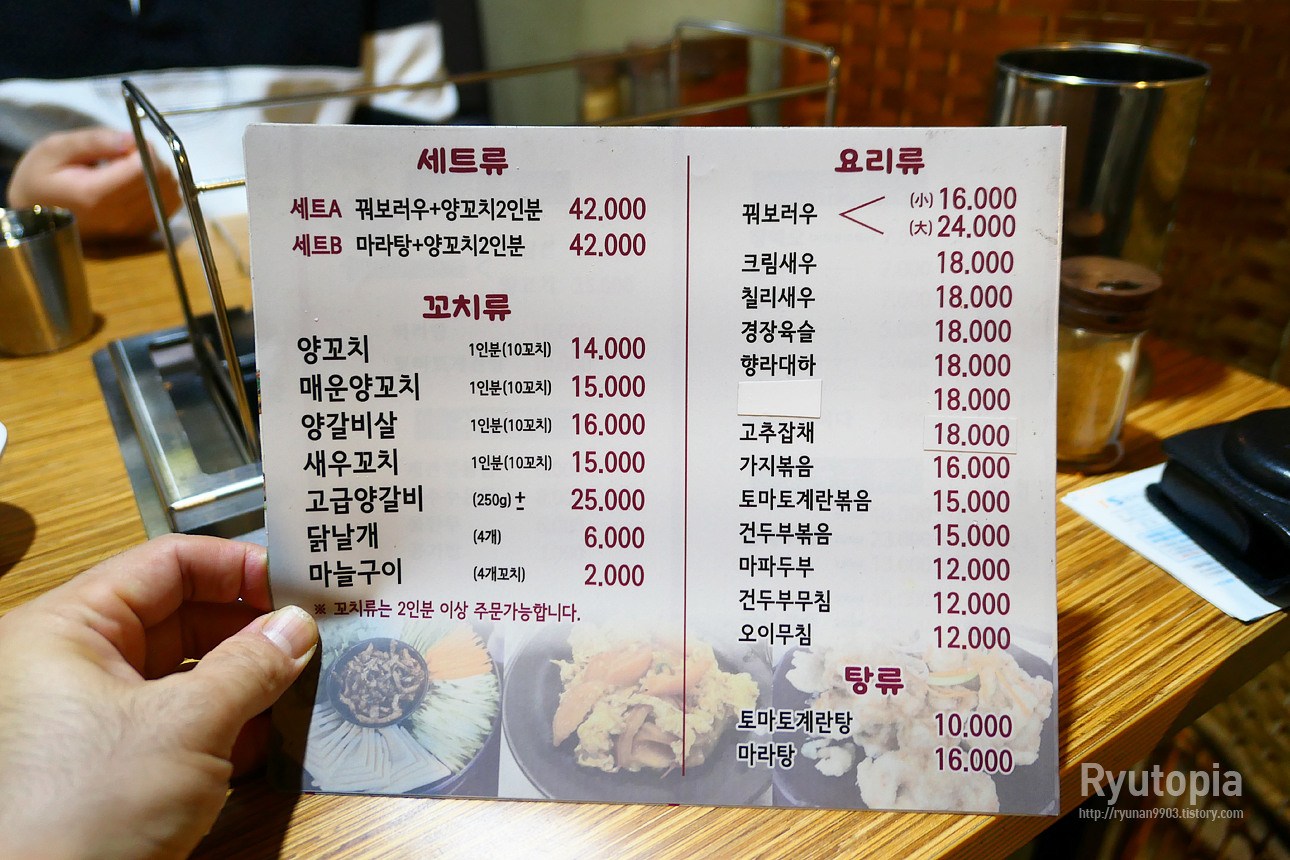 세트류
세트A 꿔보러우+양꼬치2인분 42.000
세트B 마라탕+양꼬치2인분 42.000
꼬치류
양꼬치 1인분(10꼬치) 14.000
매운양꼬치 1인분(10꼬치) 15.000
양갈비살 1인분(10꼬치) 16.000
새우꼬치 1인분(10꼬치) 15.000
고급양갈비 (250g) ± 25.000
닭날개 (4개) 6.000
마늘구이 (4개꼬치) 2.000
※ 꼬치류는 2인분 이상 주문가능합니다.
요리류
꿔보러우 (小) 16.000
(大) 24.000
크림새우 18.000
칠리새우 18.000
경장육슬 18.000
향라대하 18.000
18.000
고추잡채 18.000
가지볶음 16.000
토마토계란볶음 15.000
건두부볶음 15.000
마파두부 12.000
건두부무침 12.000
오이무침 12.000
탕류
토마토계란탕 10.000
마라탕 16.000
Ryutopia
http://ryunan9903.tistory.com